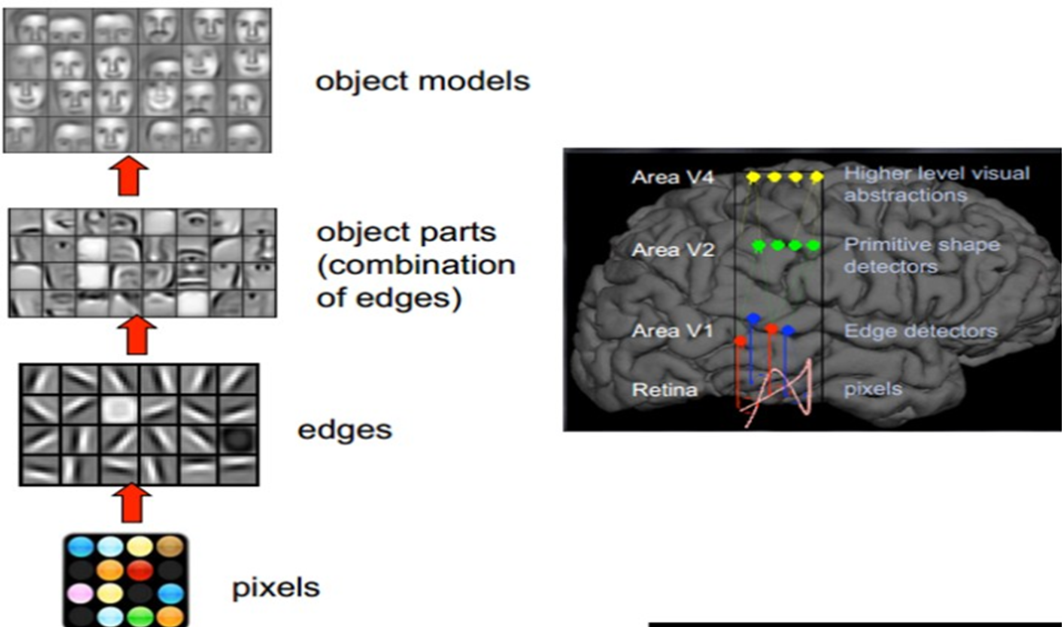 object models
object parts
(combination
of edges)
edges
pixels
Area V4
Higher level visual
abstractions
Area V2
Primitive shape
detectors
Area V1
Edge detectors
Retina
pixels